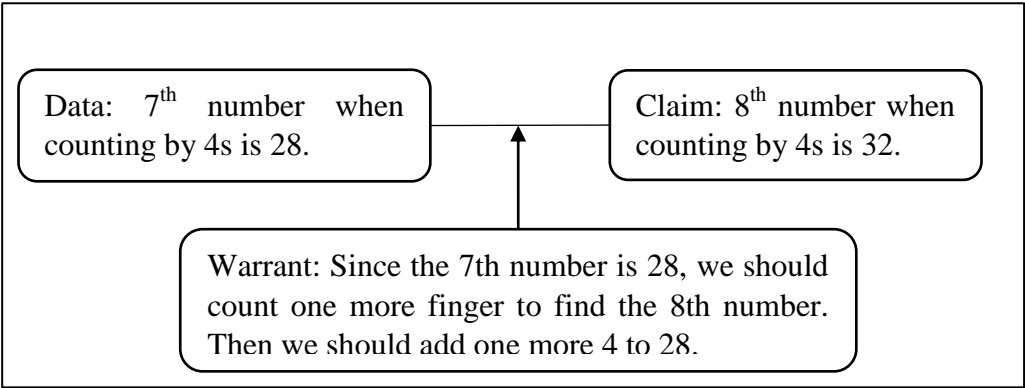 Data: 7th number when
counting by 4s is 28.
Claim: 8th number when
counting by 4s is 32.
Warrant: Since the 7th number is 28, we should
count one more finger to find the 8th number.
Then we should add one more 4 to 28.